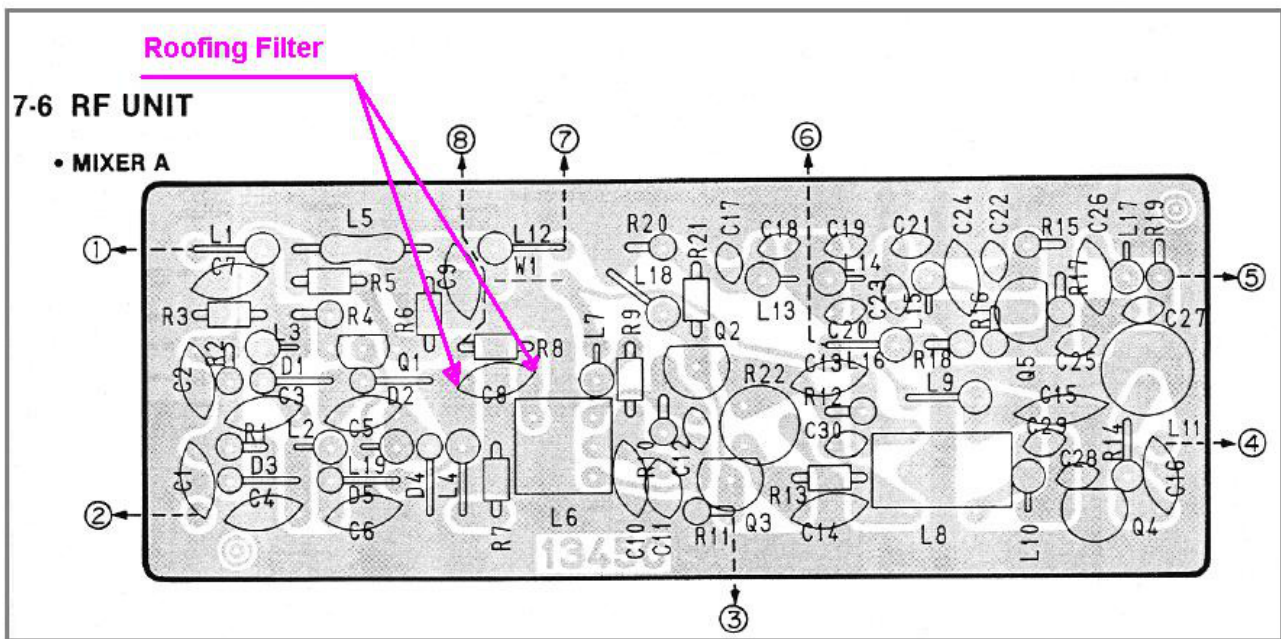 Roofing Filter
7-6 RF UNIT
• MIXER A
⑧ ⑦ ⑥
① ② ③ ④ ⑤
L1 L5 L12 W1 R20 R21 C17 C18 C19 C21 C24 C22 R15 C26 L17 R19
C7 R5 C9 L18 L13 L14 C23 L15 R16 R17 C27
R3 R4 R6 L7 R9 Q2 C20 L16 R18 Q5 C25
R2 L3 D1 Q1 R8 C13 L9
C2 C3 D2 C8 R22 R12 C15
R1 L2 C5 R10 C12 C30 C29 R14 L11
C1 D3 L19 D4 L4 R13 C28 C16
C4 D5 C6 R7 L6 C10 C11 R11 Q3 C14 L8 L10 Q4
1345C